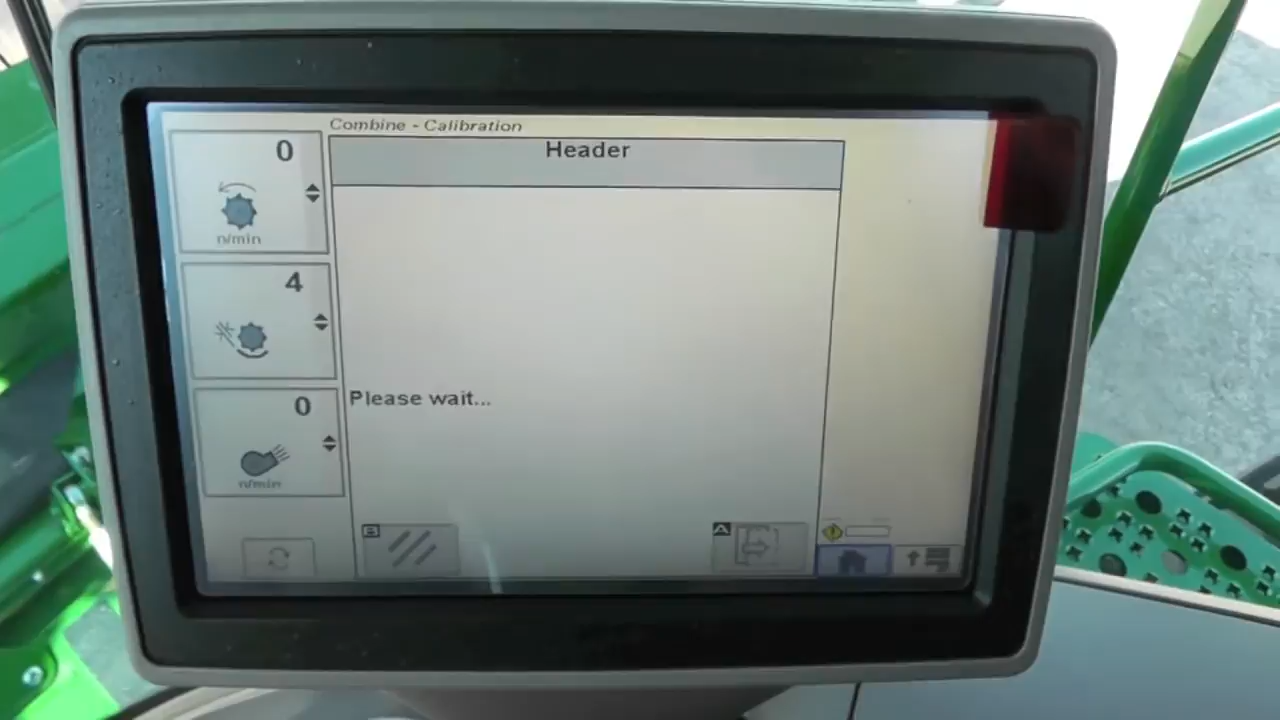 Combine - Calibration
Header
0
n/min
4
0
n/min
Please wait...
B
A